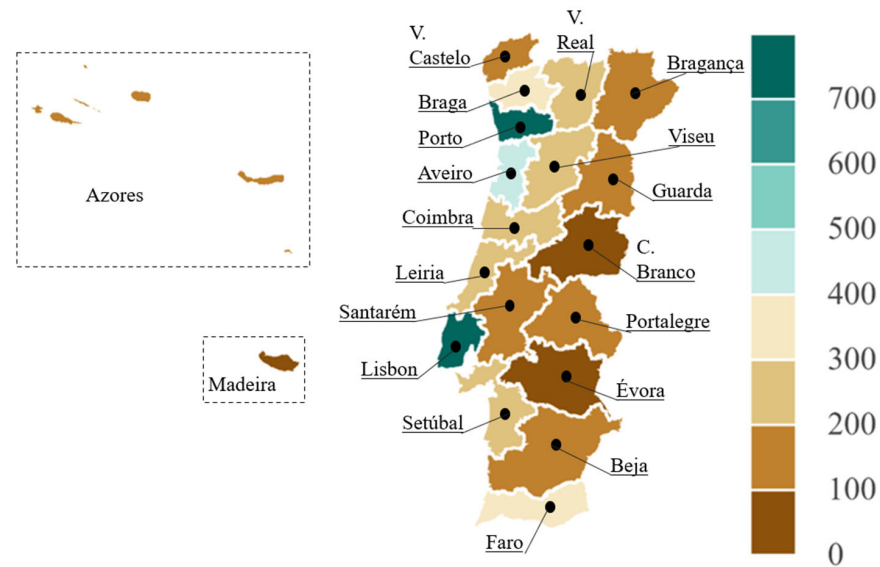 V.
Castelo
V.
Real
Bragança
Braga
Porto
Viseu
Aveiro
Guarda
Azores
Coimbra
C.
Branco
Leiria
Santarém
Portalegre
Lisbon
Madeira
Évora
Setúbal
Beja
Faro
700
600
500
400
300
200
100
0